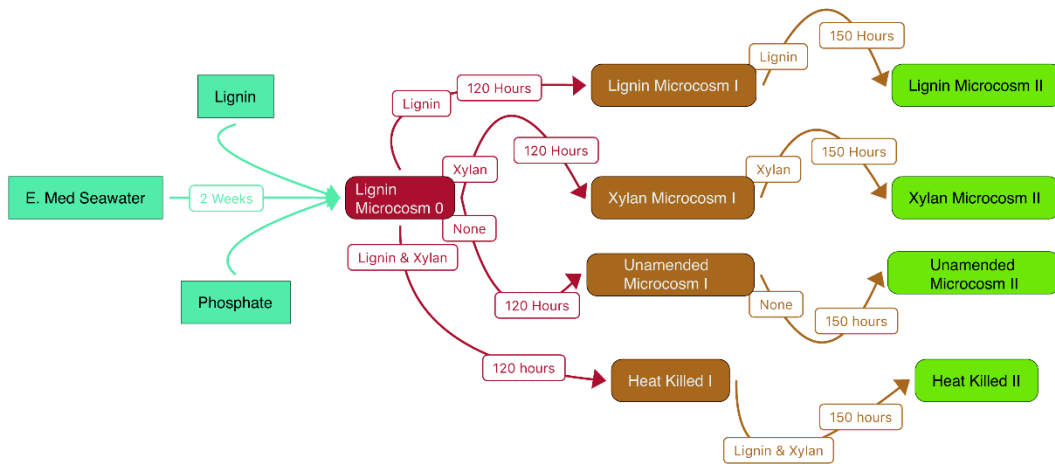 150 Hours
Lignin
Lignin Microcosm I
Lignin Microcosm II
120 Hours
Lignin
Lignin
120 Hours
150 Hours
Xylan
Xylan
E. Med Seawater
2 Weeks
Lignin
Microcosm 0
Xylan Microcosm I
Xylan Microcosm II
None
Lignin & Xylan
Unamended
Microcosm I
Unamended
Microcosm II
Phosphate
120 Hours
None
150 hours
120 hours
Heat Killed I
Heat Killed II
150 hours
Lignin & Xylan